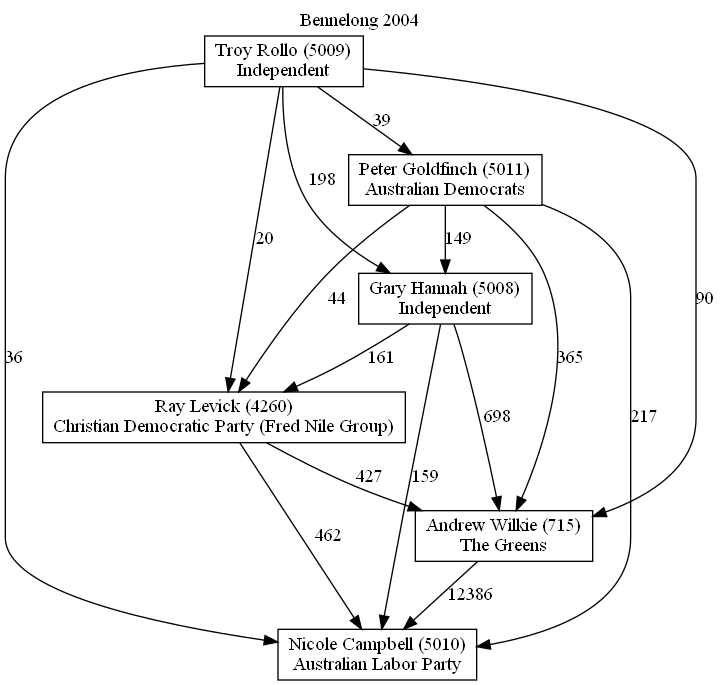 Bennelong 2004
Troy Rollo (5009)
Independent
39
Peter Goldfinch (5011)
Australian Democrats
198
20
149
Gary Hannah (5008)
Independent
44
90
36
161
365
Ray Levick (4260)
Christian Democratic Party (Fred Nile Group)
698
217
427
159
Andrew Wilkie (715)
The Greens
462
12386
Nicole Campbell (5010)
Australian Labor Party